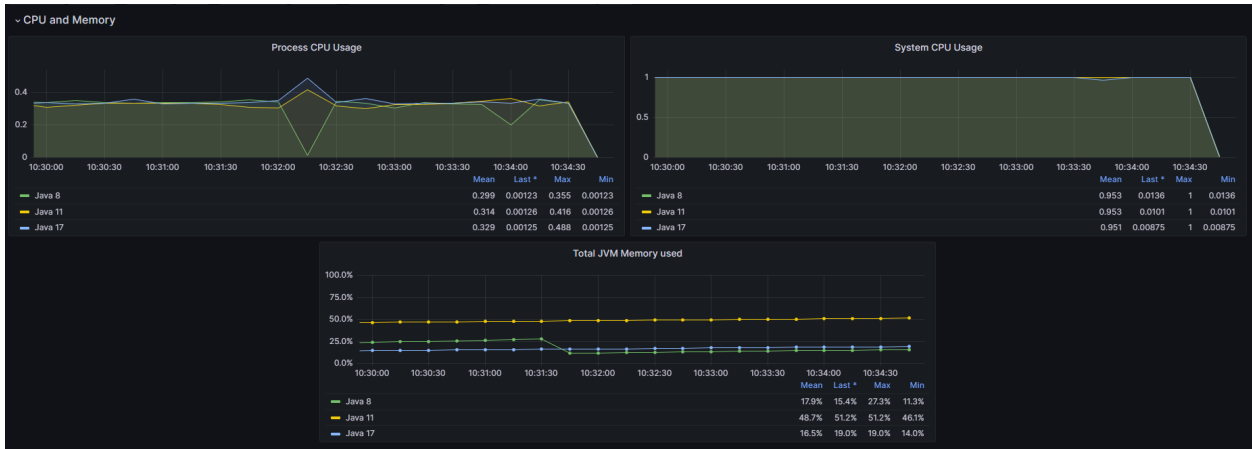 CPU and Memory
Process CPU Usage
0.4
0.2
0
10:30:00 10:30:30 10:31:00 10:31:30 10:32:00 10:32:30 10:33:00 10:33:30 10:34:00 10:34:30
Mean Last * Max Min
Java 8 0.299 0.00123 0.355 0.00123
Java 11 0.314 0.00126 0.416 0.00126
Java 17 0.329 0.00125 0.488 0.00125
System CPU Usage
1
0.5
0
10:30:00 10:30:30 10:31:00 10:31:30 10:32:00 10:32:30 10:33:00 10:33:30 10:34:00 10:34:30
Mean Last * Max Min
Java 8 0.953 0.0136 1 0.0136
Java 11 0.953 0.0101 1 0.0101
Java 17 0.951 0.00875 1 0.00875
Total JVM Memory used
100.0%
75.0%
50.0%
25.0%
0.0%
10:30:00 10:30:30 10:31:00 10:31:30 10:32:00 10:32:30 10:33:00 10:33:30 10:34:00 10:34:30
Mean Last * Max Min
Java 8 17.9% 15.4% 27.3% 11.3%
Java 11 48.7% 51.2% 51.2% 46.1%
Java 17 16.5% 19.0% 19.0% 14.0%